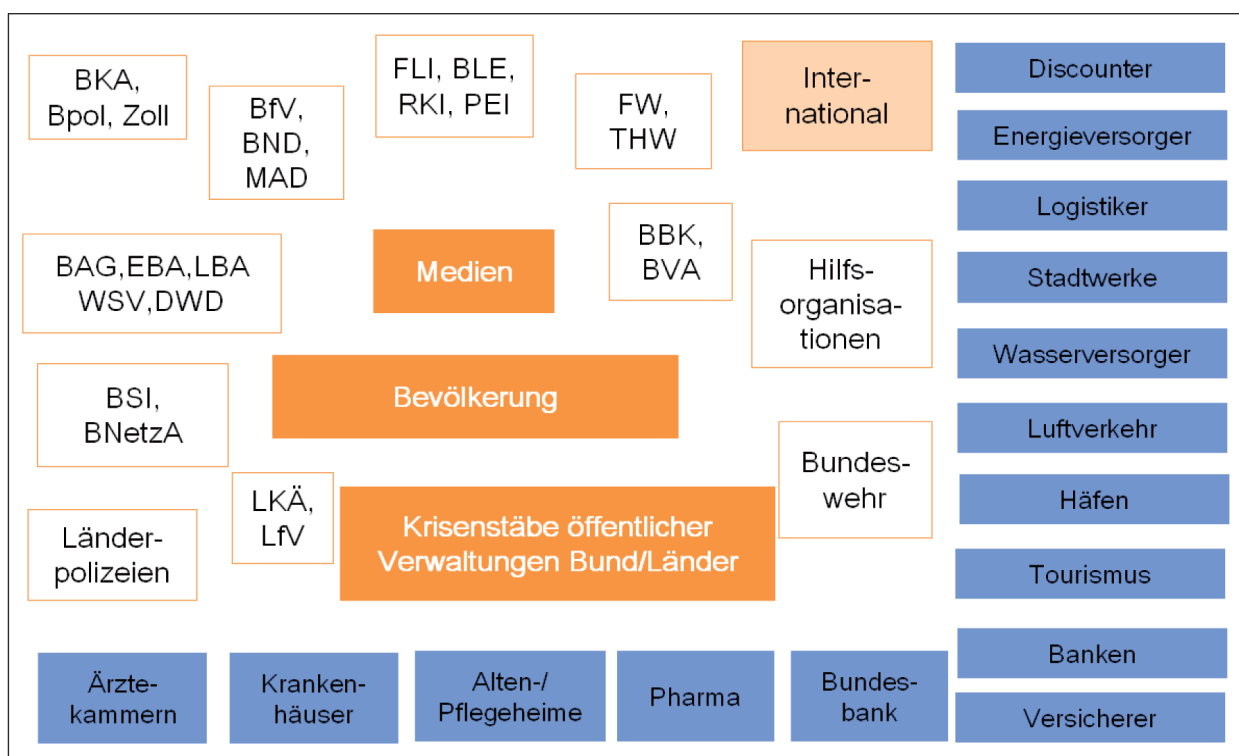 BKA,
Bpol, Zoll
BfV,
BND,
MAD
FLI, BLE,
RKI, PEI
FW,
THW
Inter-
national
Discounter
Energieversorger
Logistiker
Stadtwerke
Wasserversorger
Luftverkehr
Häfen
Tourismus
Banken
Versicherer
BAG,EBA,LBA
WSV,DWD
Medien
BBK,
BVA
Hilfs-
organisa-
tionen
Bevölkerung
BSI,
BNetzA
Bundes-
wehr
LKÄ,
LfV
Krisenstäbe öffentlicher
Verwaltungen Bund/Länder
Länder-
polizeien
Ärzte-
kammern
Kranken-
häuser
Alten-/
Pflegeheime
Pharma
Bundes-
bank